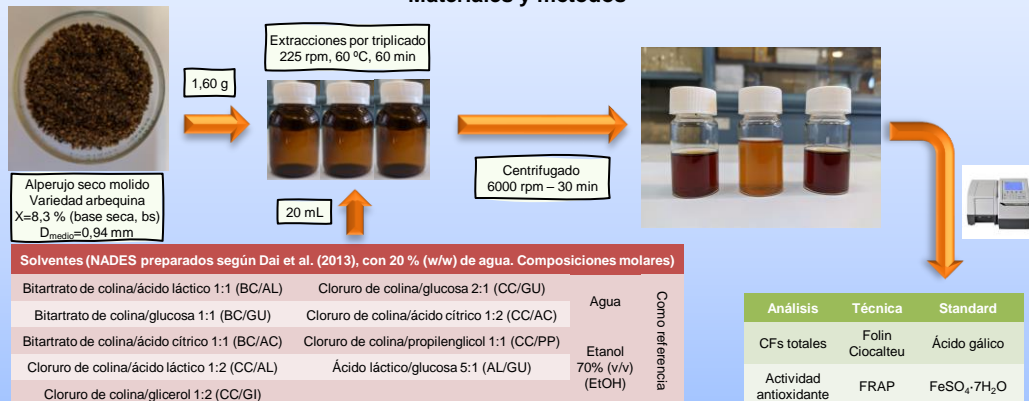 Materiales y métodos
Extracciones por triplicado
225 rpm, 60 ºC, 60 min
1,60 g
Centrifugado
6000 rpm – 30 min
Alperujo seco molido
Variedad arbequina
X=8,3 % (base seca, bs)
Dmedio=0,94 mm
20 mL
Solventes (NADES preparados según Dai et al. (2013), con 20 % (w/w) de agua. Composiciones molares)
Bitartrato de colina/ácido láctico 1:1 (BC/AL)
Cloruro de colina/glucosa 2:1 (CC/GU)
Bitartrato de colina/glucosa 1:1 (BC/GU)
Cloruro de colina/ácido cítrico 1:2 (CC/AC)
Bitartrato de colina/ácido cítrico 1:1 (BC/AC)
Cloruro de colina/propilenglicol 1:1 (CC/PP)
Cloruro de colina/ácido láctico 1:2 (CC/AL)
Ácido láctico/glucosa 5:1 (AL/GU)
Cloruro de colina/glicerol 1:2 (CC/Gl)
Agua
Etanol
70% (v/v)
(EtOH)
Como referencia
Análisis Técnica Standard
CFs totales
Folin
Ciocalteu
Ácido gálico
Actividad
antioxidante
FRAP
FeSO4·7H2O